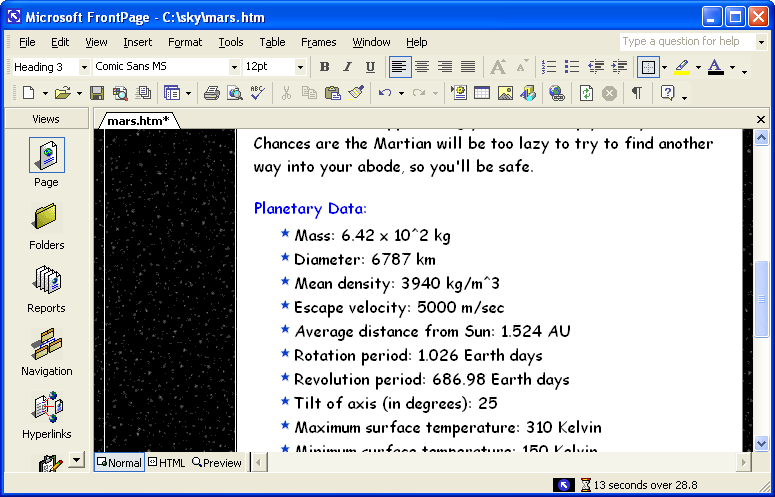 Microsoft FrontPage - C:\sky\mars.htm
File Edit View Insert Format Tools Table Frames Window Help Type a question for help
Heading 3 Comic Sans MS 12pt B I U A A A
ABC
Views
mars.htm*
Page
Folders
Reports
Navigation
Hyperlinks
Chances are the Martian will be too lazy to try to find another
way into your abode, so you'll be safe.
Planetary Data:
Mass: 6.42 x 10^2 kg
Diameter: 6787 km
Mean density: 3940 kg/m^3
Escape velocity: 5000 m/sec
Average distance from Sun: 1.524 AU
Rotation period: 1.026 Earth days
Revolution period: 686.98 Earth days
Tilt of axis (in degrees): 25
Maximum surface temperature: 310 Kelvin
Minimum surface temperature: 150 Kelvin
Normal HTML Preview
13 seconds over 28.8